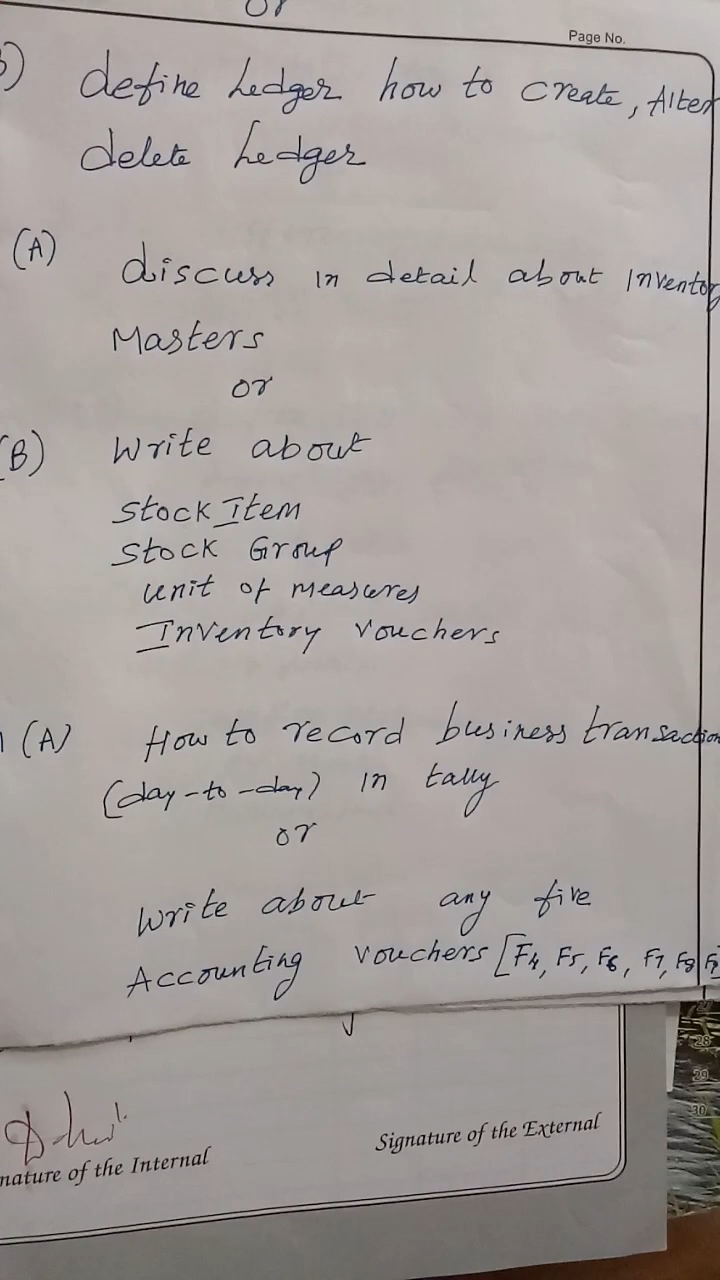 or
Page No.
B) define Ledger how to create, Alter
delete Ledger
(A) discuss in detail about Inventory
Masters
or
(B) Write about
Stock Item
Stock Group
unit of measures
Inventory Vouchers
(A) How to record business transaction
(day-to-day) in tally
or
Write about any five
Accounting Vouchers [F4, F5, F6, F7, F8, F9]
28
29
30
nature of the Internal
Signature of the External